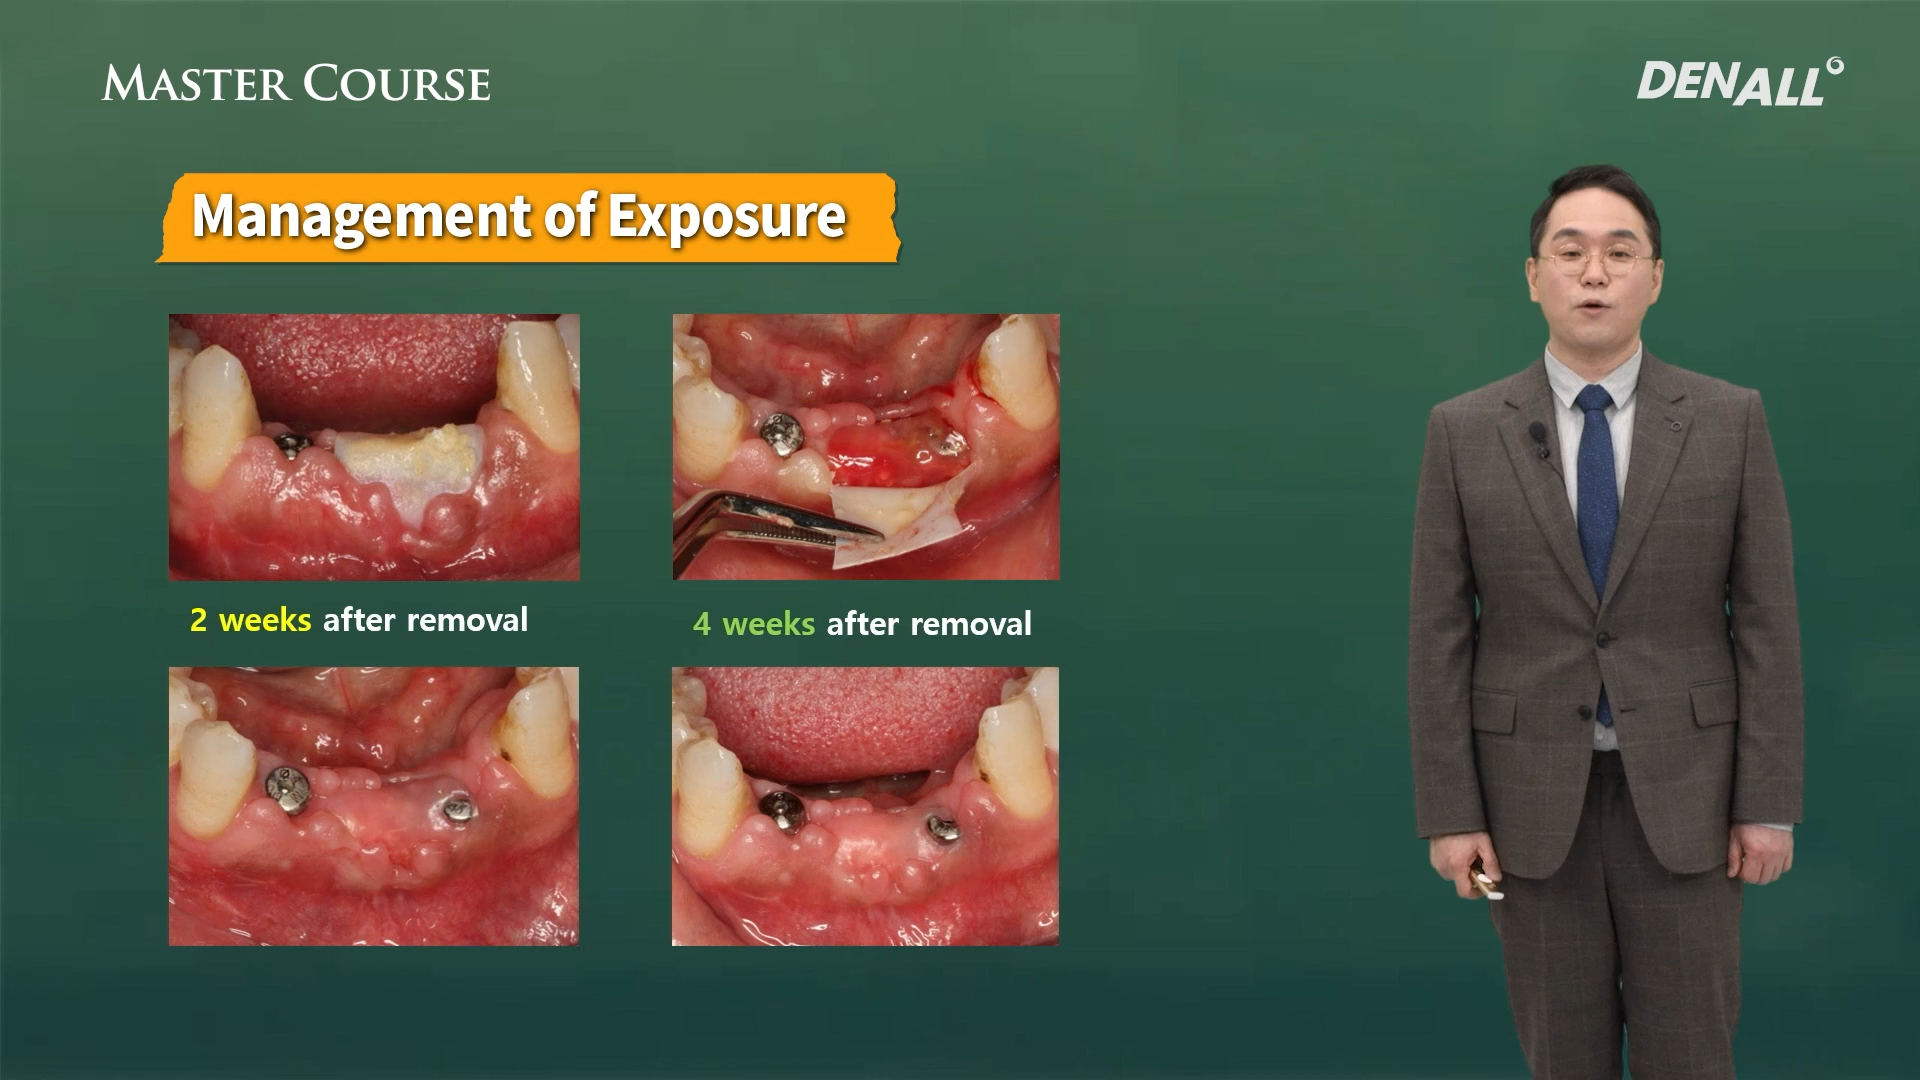 MASTER COURSE
DENALL
Management of Exposure
2 weeks after removal
4 weeks after removal